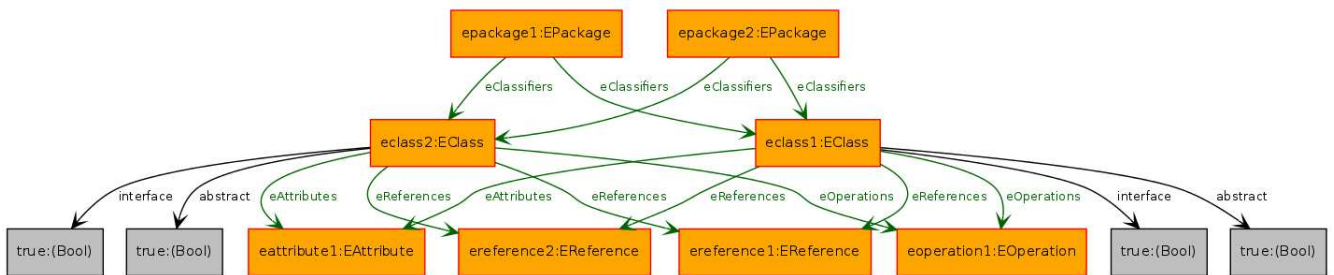 epackage1:EPackage
epackage2:EPackage
eClassifiers
eClassifiers
eClassifiers
eClassifiers
eclass2:EClass
eclass1:EClass
interface
abstract
eAttributes
eReferences
eAttributes
eReferences
eReferences
eOperations
eReferences
eOperations
interface
abstract
true:(Bool)
true:(Bool)
eattribute1:EAttribute
ereference2:EReference
ereference1:EReference
eoperation1:EOperation
true:(Bool)
true:(Bool)